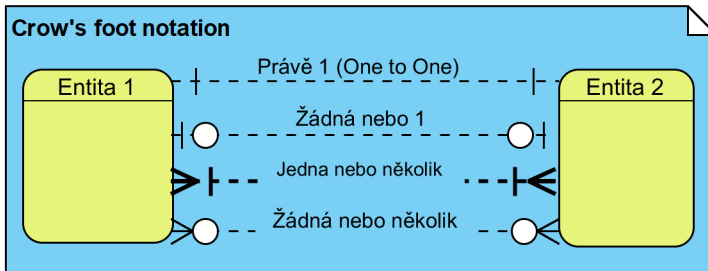 Crow's foot notation
Právě 1 (One to One)
Entita 1
Entita 2
Žádná nebo 1
Jedna nebo několik
Žádná nebo několik